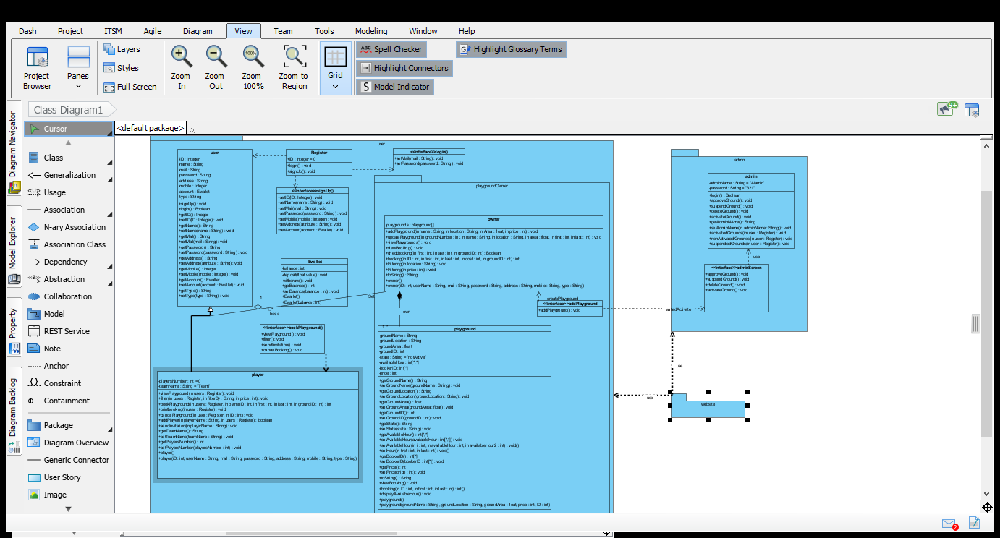 Dash Project ITSM Agile Diagram View Team Tools Modeling Window Help
Project Browser
Panes
Layers
Styles
Full Screen
Zoom In
Zoom Out
100%
Zoom 100%
Zoom to Region
Grid
ABC Spell Checker
Highlight Connectors
S Model Indicator
G Highlight Glossary Terms
Diagram Navigator
Model Explorer
Property
Diagram Backlog
Class Diagram1
9+
<default package>
Cursor
Class
Generalization
Usage
Association
N-ary Association
Association Class
Dependency
Abstraction
Collaboration
Model
REST Service
Note
Anchor
Constraint
Containment
Package
Diagram Overview
Generic Connector
User Story
Image
user
user
-ID : Integer
-name : String
-mail : String
-password : String
-address : String
-mobile : Integer
-account : Ewallet
-type : String
+signUp() : void
+login() : Boolean
+getID() : Integer
+setID(ID : Integer) : void
+getName() : String
+setName(name : String) : void
+getMail() : String
+setMail(mail : String) : void
+getPassword() : String
+setPassword(password : String) : void
+getAddress() : String
+setAddress(attribute : String) : void
+getMobile() : Integer
+setMobile(mobile : Integer) : void
+getAccount() : Ewallet
+setAccount(account : Ewallet) : void
+getType() : String
+setType(type : String) : void
Register
+ID : Integer = 0
+login() : void
+signUp() : void
<<Interface>>login()
+setMail(mail : String) : void
+setPassword(password : String) : void
<<Interface>>signUp()
+setID(ID : Integer) : void
+setName(name : String) : void
+setMail(mail : String) : void
+setPassword(password : String) : void
+setMobile(mobile : Integer) : void
+setAddress(attribute : String) : void
+setAccount(account : Ewallet) : void
Ewallet
-balance : int
-deposit(float value) : void
-withdraw() : void
+getBalance() : int
+setBalance(balance : int) : void
+Ewallet()
+Ewallet(balance : int)
1
1..*
has a
Set
<<Interface>>bookPlayground()
+viewPlayground() : void
+filter() : void
+sendInvitation() : void
+cancelBooking() : void
player
-playersNumber : int = 0
-teamName : String = "Team"
+viewPlayground(in users : Register) : void
+filter(in uses : Register, in filterBy : String, in price : int) : void
+bookPlayground(in users : Register, in ownerID : int, in first : int, in last : int, in groundID : int) : int
+printbooking(in user : Register) : void
+cancelPlayground(in user : Register, in ID : int) : void
+addPlayer(in playerName : String, in users : Register) : boolean
+sendInvitation(in playerName : String) : void
+getTeamName() : String
+setTeamName(teamName : String) : void
+getPlayersNumber() : int
+setPlayersNumber(playersNumber : int) : void
+player()
+player(ID : int, userName : String, mail : String, password : String, address : String, mobile : String, type : String)
playgroundOwner
owner
-playgrounds : playground[]
+addPlayground(in name : String, in location : String, in Area : float, in price : int) : void
+updatePlayground(in groundNumber : int, in name : String, in location : String, in area : float, in first : int, in last : int) : void
+viewPlaygrounds() : void
+viewBooking() : void
+checkbooking(in first : int, in last : int, in groundID : int) : Boolean
+booking(in ID : int, in first : int, in last : int, in cost : int, in groundID : int) : int
+Filtering(in location : String) : void
+Filtering(in price : int) : void
+toString() : String
+owner()
+owner(ID : int, userName : String, mail : String, password : String, address : String, mobile : String, type : String)
createPlayground
<<Interface>>addPlayground
+addPlayground() : void
own
1..*
playground
-groundName : String
-groundLocation : String
-groundArea : float
-groundID : int
-state : String = "notActive"
-availableHour : int[*,*]
-bookerID : int[*]
-price : int
+getGroundName() : String
+setGroundName(groundName : String) : void
+getGroundLocation() : String
+setGroundLocation(groundLocation : String) : void
+getGroundArea() : float
+setGroundArea(groundArea : float) : void
+getGroundID() : int
+setGroundID(groundID : int) : void
+getState() : String
+setState(state : String) : void
+getAvailableHour() : int[*,*]
+setAvailableHour(availableHour : int[*,*]) : void
+setAvailableHour(in i : int, in availableHour : int, in availableHour2 : int) : void()
+setHour(in first : int, in last : int) : void()
+getBookerID() : int[*]
+setBookerID(bookerID : int[*]) : void
+getPrice() : int
+setPrice(price : int) : void
+toString() : String
+viewBooking() : void
+booking(in ID : int, in first : int, in last : int) : int()
+displayAvailableHour() : void
+playground()
+playground(groundName : String, groundLocation : String, groundArea : float, price : int, ID : int)
admin
admin
-adminName : String = "Alamir"
-password : String = "321"
+login() : Boolean
+approveGround() : String
+suspendGround() : String
+deleteGround() : String
+activateGround() : String
+getAdminNAme() : String
+setAdminName(in adminName : String) : void
+activatedGrounds(in user : Register) : void
+nonActivatedGrounds(in user : Register) : void
+suspendedGrounds(in user : Register) : void
use
<<Interface>>adminScreen
+approveGround() : void
+suspendGround() : void
+deleteGround() : void
+activateGround() : void
waitedActivate
use
use
website
2